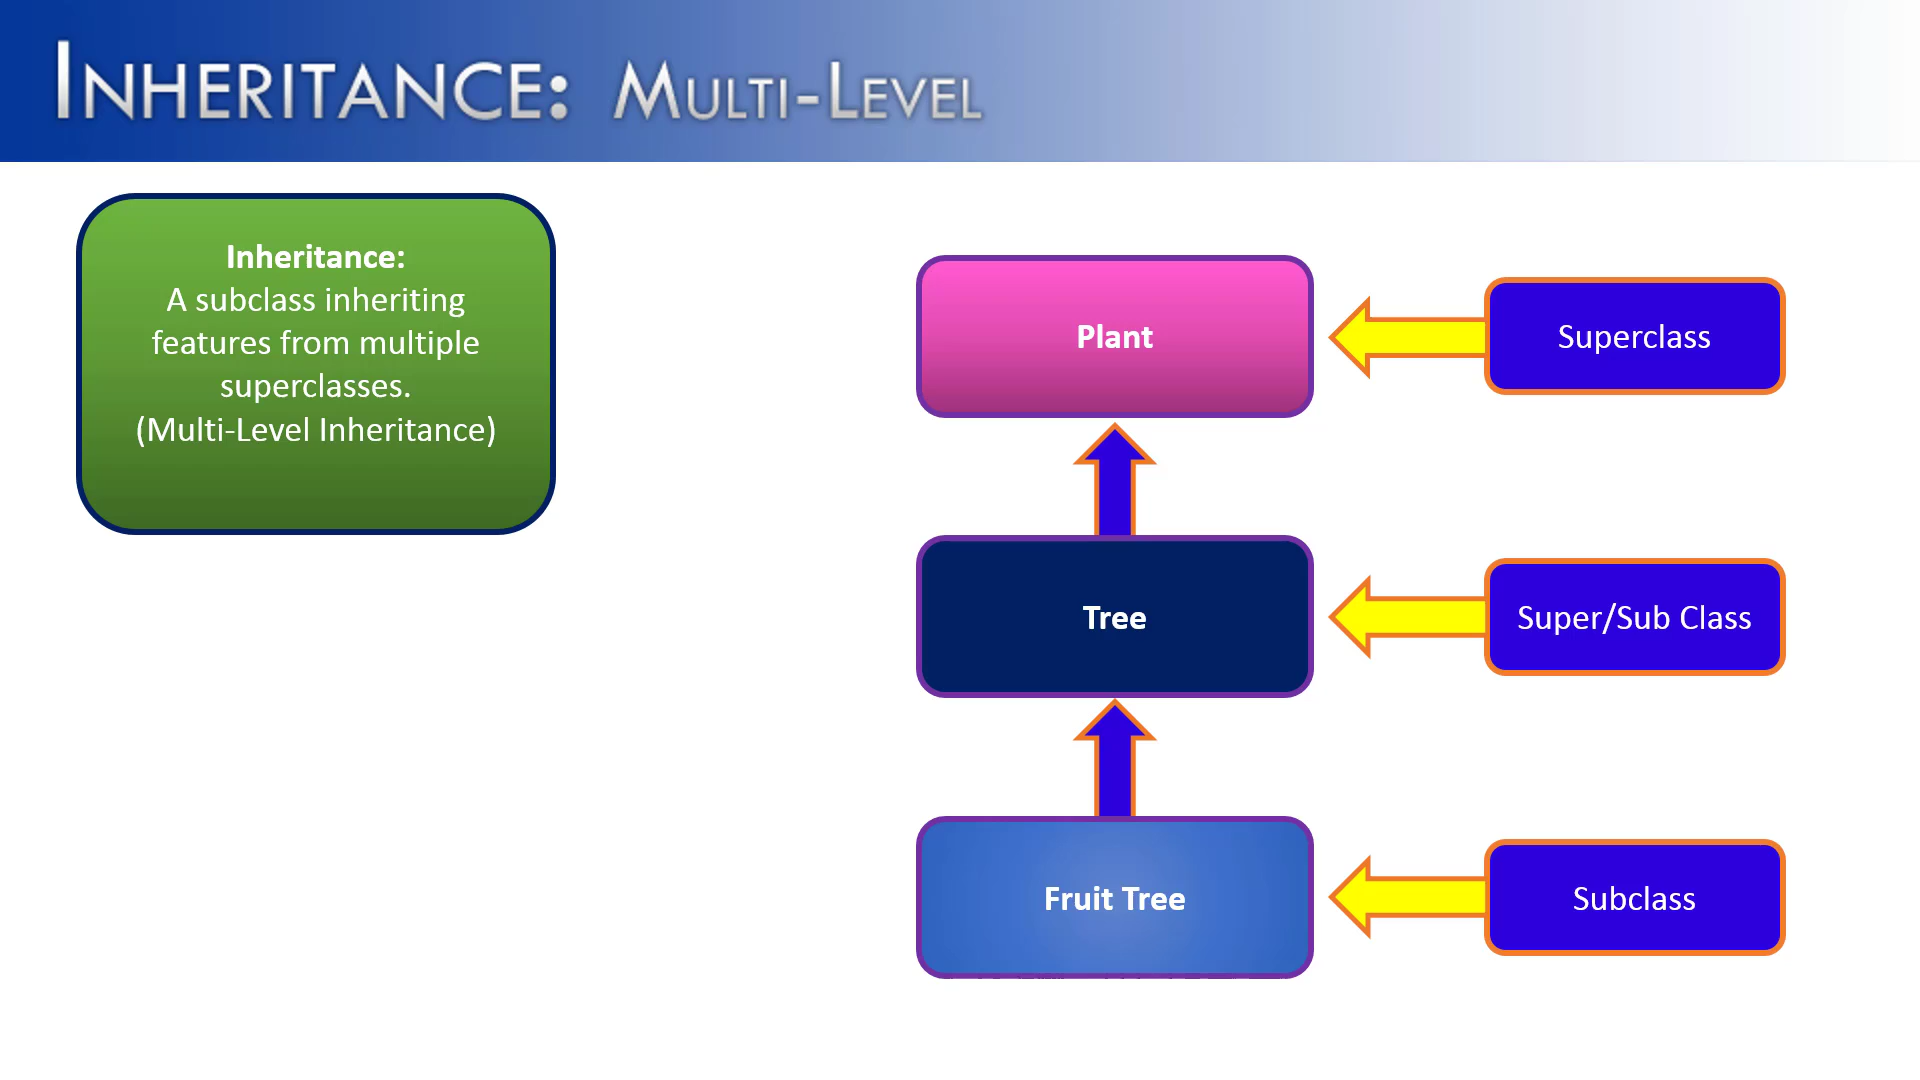 Inheritance: Multi-Level
Inheritance:
A subclass inheriting
features from multiple
superclasses.
(Multi-Level Inheritance)
Plant
Superclass
Tree
Super/Sub Class
Fruit Tree
Subclass